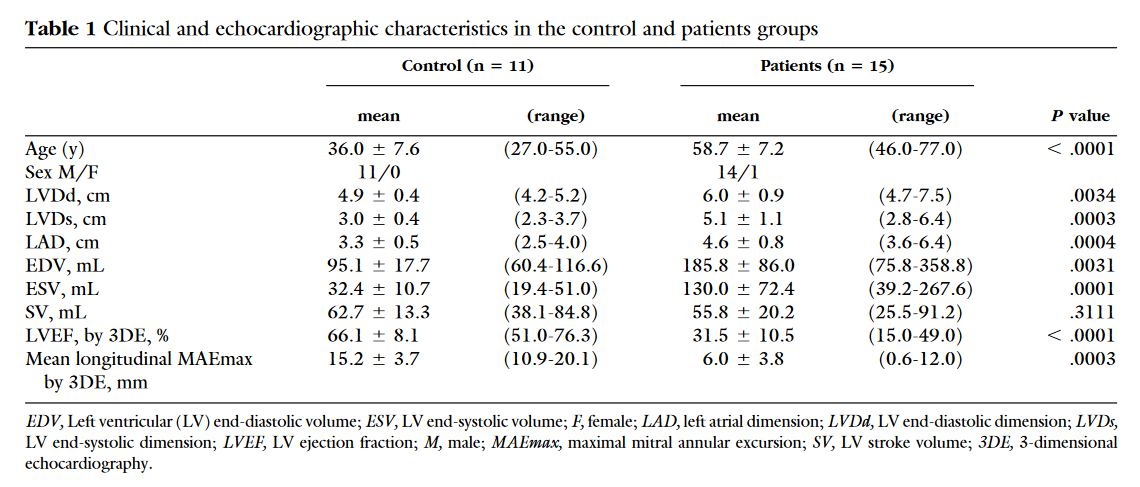 Table 1 Clinical and echocardiographic characteristics in the control and patients groups
Control (n = 11) Patients (n = 15)
mean (range) mean (range) P value
Age (y) 36.0 ± 7.6 (27.0-55.0) 58.7 ± 7.2 (46.0-77.0) < .0001
Sex M/F 11/0 14/1
LVDd, cm 4.9 ± 0.4 (4.2-5.2) 6.0 ± 0.9 (4.7-7.5) .0034
LVDs, cm 3.0 ± 0.4 (2.3-3.7) 5.1 ± 1.1 (2.8-6.4) .0003
LAD, cm 3.3 ± 0.5 (2.5-4.0) 4.6 ± 0.8 (3.6-6.4) .0004
EDV, mL 95.1 ± 17.7 (60.4-116.6) 185.8 ± 86.0 (75.8-358.8) .0031
ESV, mL 32.4 ± 10.7 (19.4-51.0) 130.0 ± 72.4 (39.2-267.6) .0001
SV, mL 62.7 ± 13.3 (38.1-84.8) 55.8 ± 20.2 (25.5-91.2) .3111
LVEF, by 3DE, % 66.1 ± 8.1 (51.0-76.3) 31.5 ± 10.5 (15.0-49.0) < .0001
Mean longitudinal MAEmax 15.2 ± 3.7 (10.9-20.1) 6.0 ± 3.8 (0.6-12.0) .0003
by 3DE, mm
EDV, Left ventricular (LV) end-diastolic volume; ESV, LV end-systolic volume; F, female; LAD, left atrial dimension; LVDd, LV end-diastolic dimension; LVDs,
LV end-systolic dimension; LVEF, LV ejection fraction; M, male; MAEmax, maximal mitral annular excursion; SV, LV stroke volume; 3DE, 3-dimensional
echocardiography.